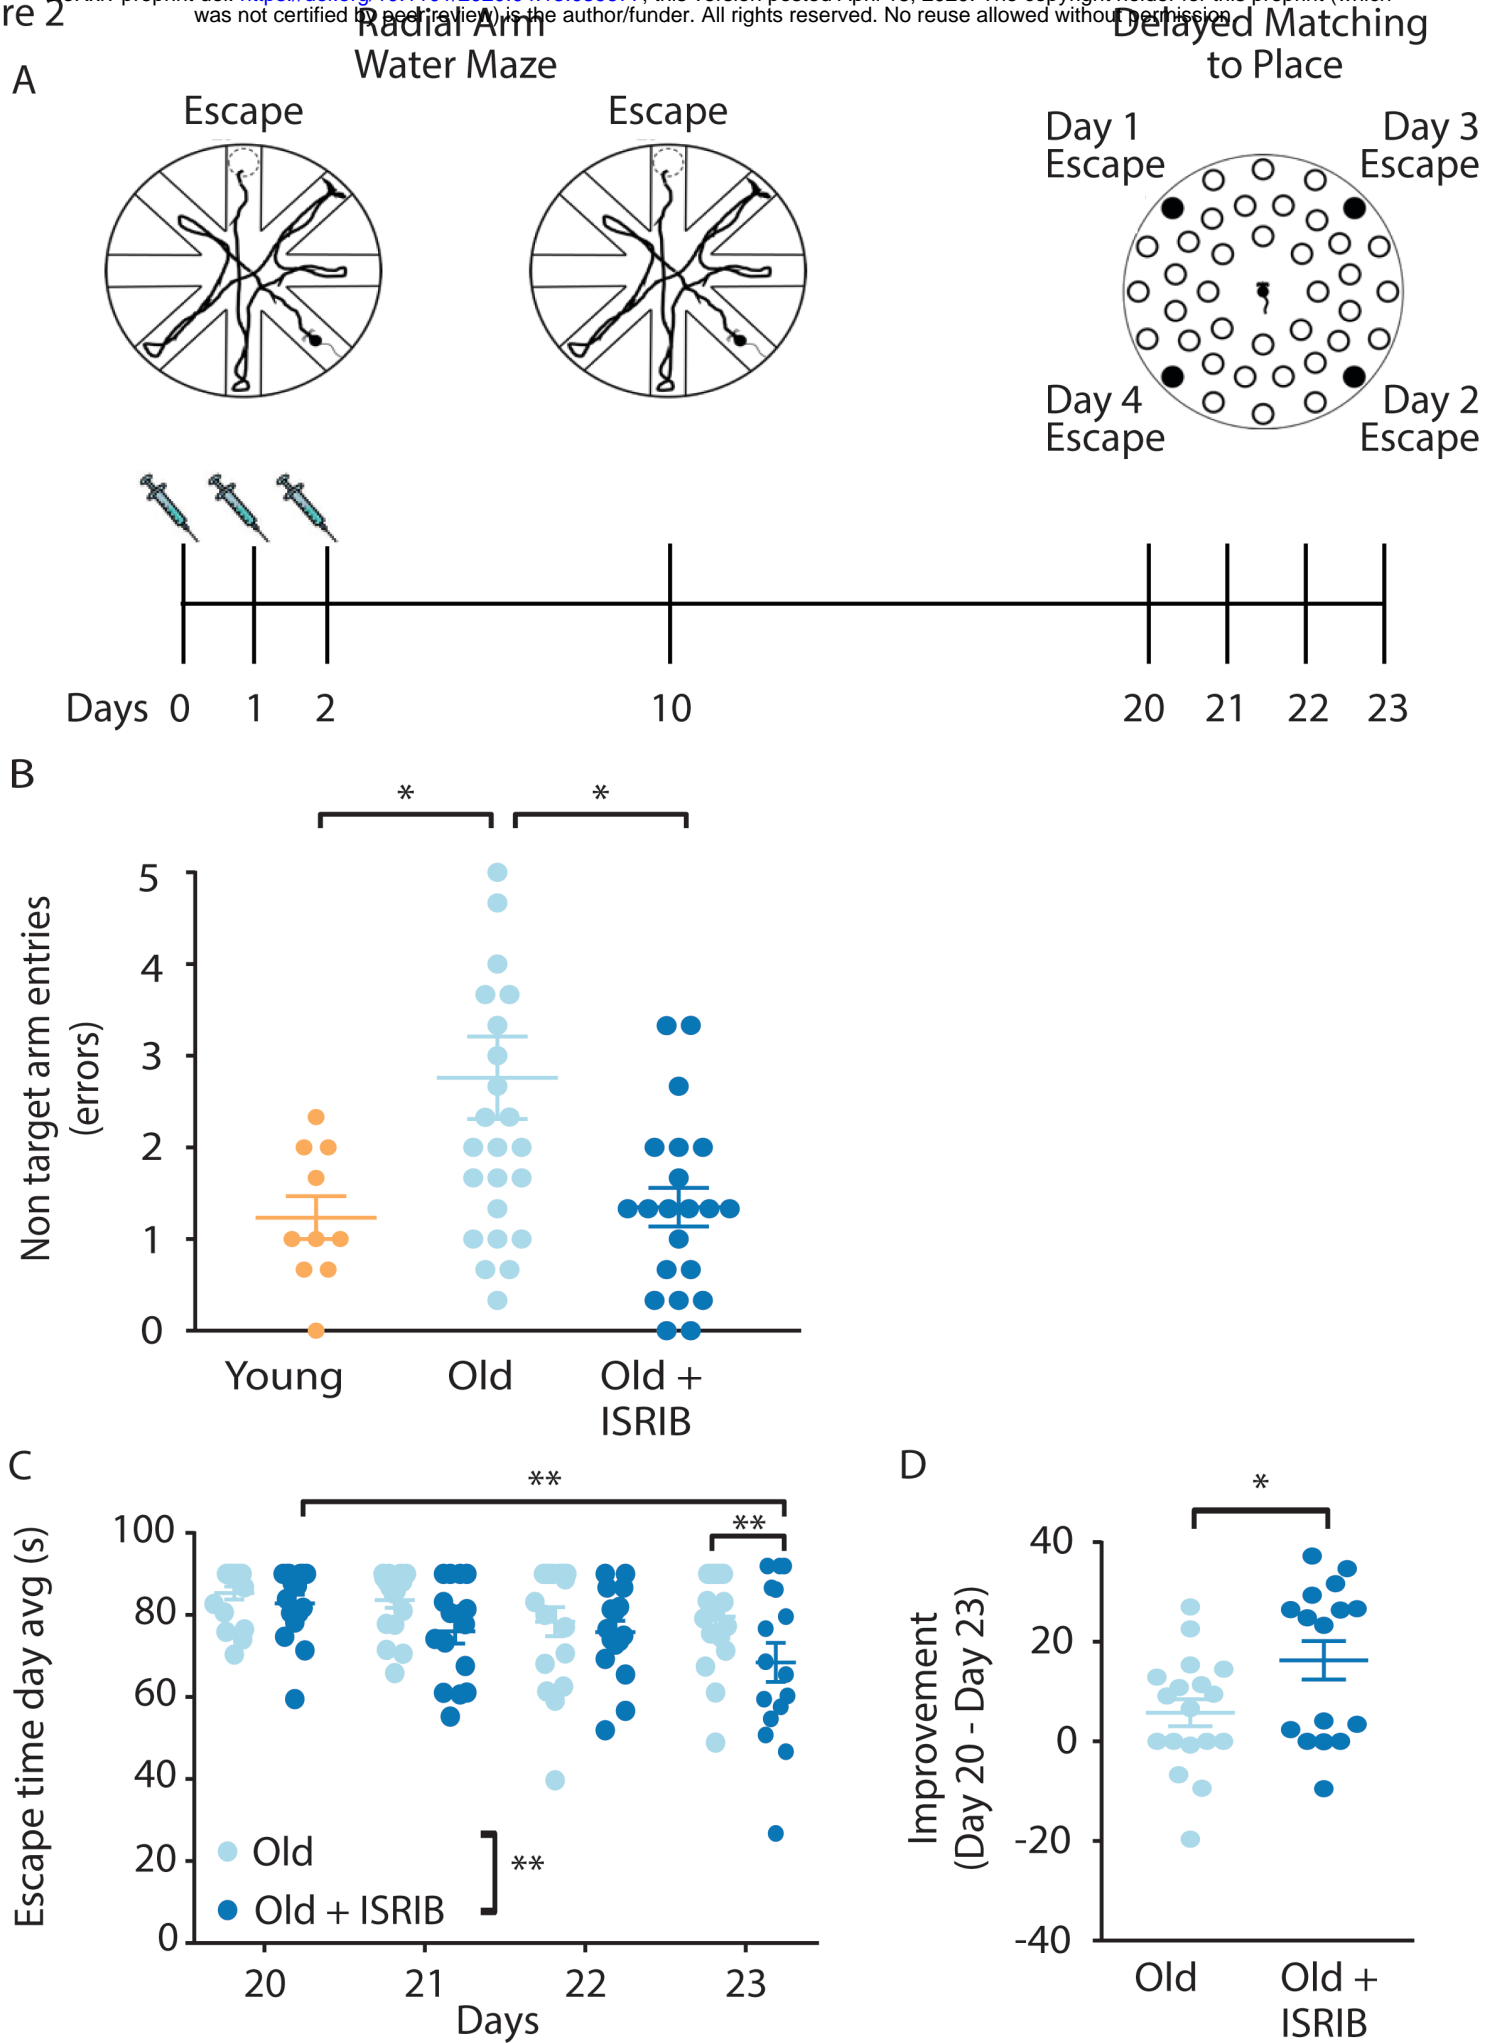 re 2
was not certified by peer review) is the author/funder. All rights reserved. No reuse allowed without permission.
Radial Arm
Water Maze
Delayed Matching
to Place
A
Escape
Escape
Day 1
Escape
Day 3
Escape
Day 4
Escape
Day 2
Escape
Days 0 1 2 10 20 21 22 23
B
* *
Non target arm entries
(errors)
5
4
3
2
1
0
Young
Old
Old +
ISRIB
C
**
**
Escape time day avg (s)
100
80
60
40
20
0
Old
Old + ISRIB
**
20 21 22 23
Days
D
*
Improvement
(Day 20 - Day 23)
40
20
0
-20
-40
Old
Old +
ISRIB